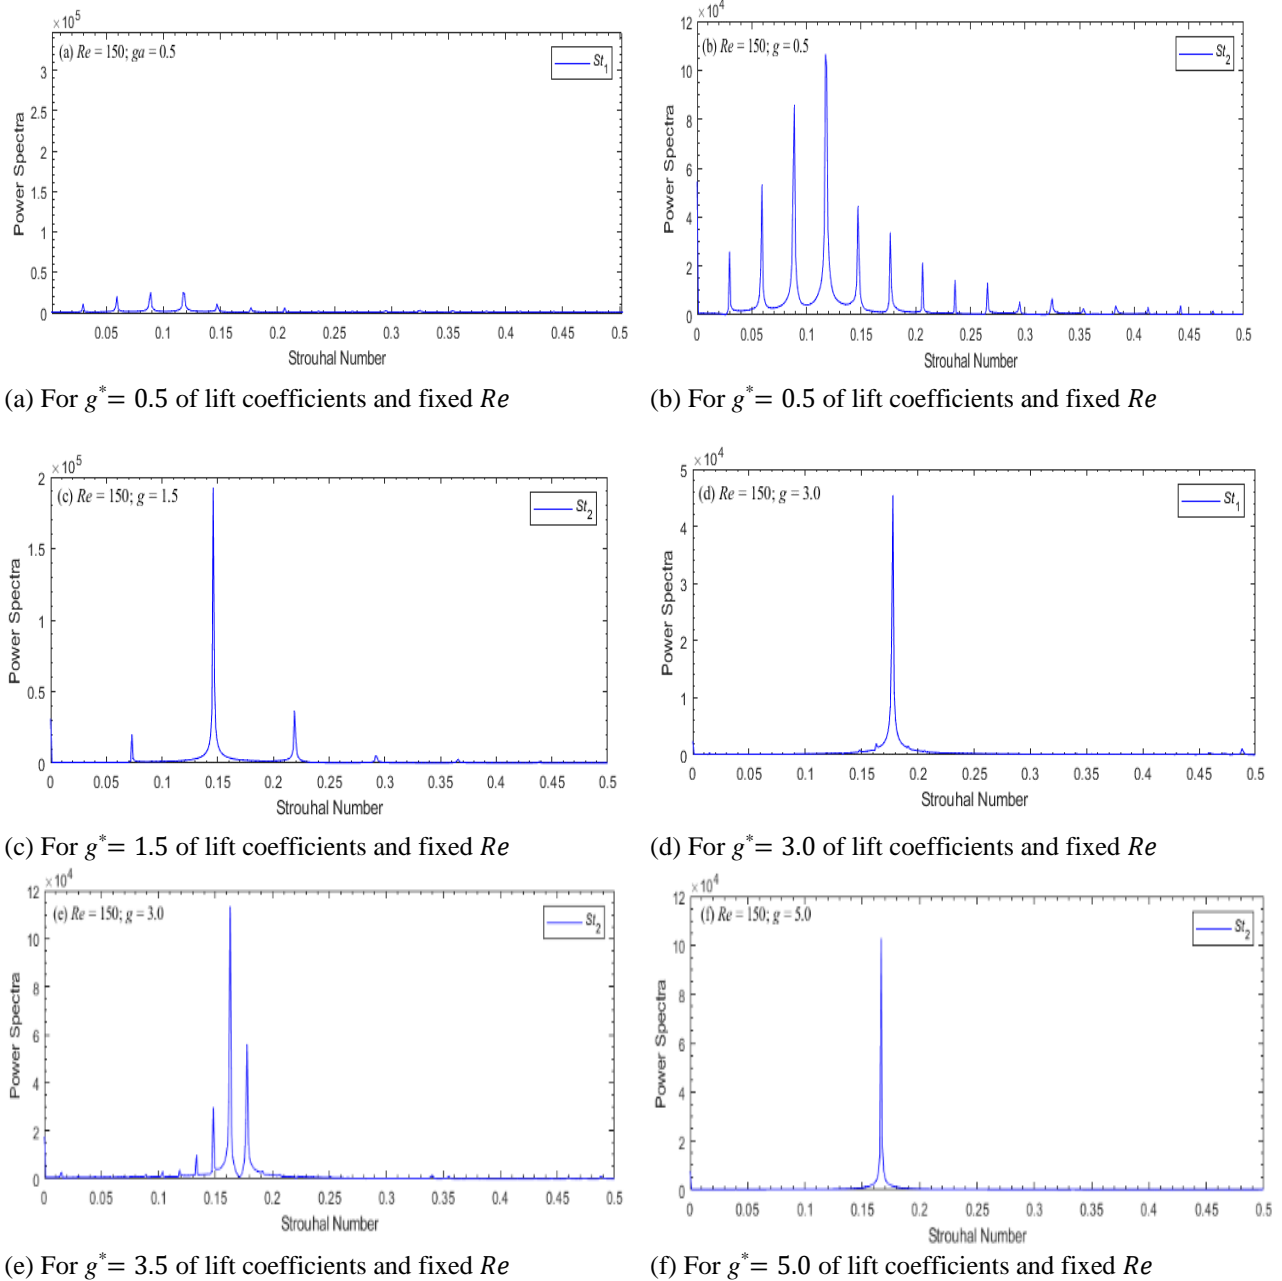 ×10^5
(a) Re = 150; ga = 0.5
St_1
3
2.5
2
1.5
1
0.5
0
0.05 0.1 0.15 0.2 0.25 0.3 0.35 0.4 0.45 0.5
Power Spectra
Strouhal Number
(a) For g*= 0.5 of lift coefficients and fixed Re
×10^4
(b) Re = 150; g = 0.5
St_2
12
10
8
6
4
2
0
0 0.05 0.1 0.15 0.2 0.25 0.3 0.35 0.4 0.45 0.5
Power Spectra
Strouhal Number
(b) For g*= 0.5 of lift coefficients and fixed Re
×10^5
(c) Re = 150; g = 1.5
St_2
2
1.5
1
0.5
0
0 0.05 0.1 0.15 0.2 0.25 0.3 0.35 0.4 0.45 0.5
Power Spectra
Strouhal Number
(c) For g*= 1.5 of lift coefficients and fixed Re
×10^4
(d) Re = 150; g = 3.0
St_1
5
4
3
2
1
0
0 0.05 0.1 0.15 0.2 0.25 0.3 0.35 0.4 0.45 0.5
Power Spectra
Strouhal Number
(d) For g*= 3.0 of lift coefficients and fixed Re
×10^4
(e) Re = 150; g = 3.0
St_2
12
10
8
6
4
2
0
0 0.05 0.1 0.15 0.2 0.25 0.3 0.35 0.4 0.45 0.5
Power Spectra
Strouhal Number
(e) For g*= 3.5 of lift coefficients and fixed Re
×10^4
(f) Re = 150; g = 5.0
St_2
12
10
8
6
4
2
0
0 0.05 0.1 0.15 0.2 0.25 0.3 0.35 0.4 0.45 0.5
Power Spectra
Strouhal Number
(f) For g*= 5.0 of lift coefficients and fixed Re